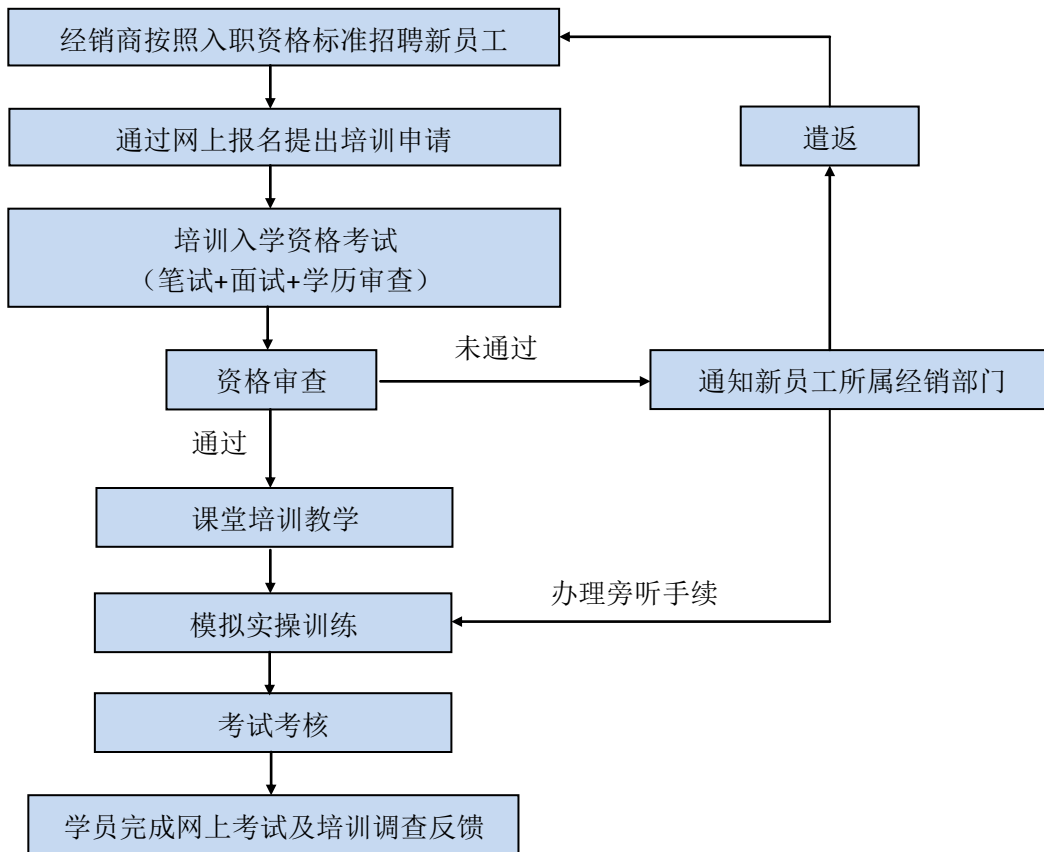 经销商按照入职资格标准招聘新员工
通过网上报名提出培训申请
遣返
培训入学资格考试
（笔试+面试+学历审查）
未通过
资格审查
通知新员工所属经销部门
通过
课堂培训教学
办理旁听手续
模拟实操训练
考试考核
学员完成网上考试及培训调查反馈